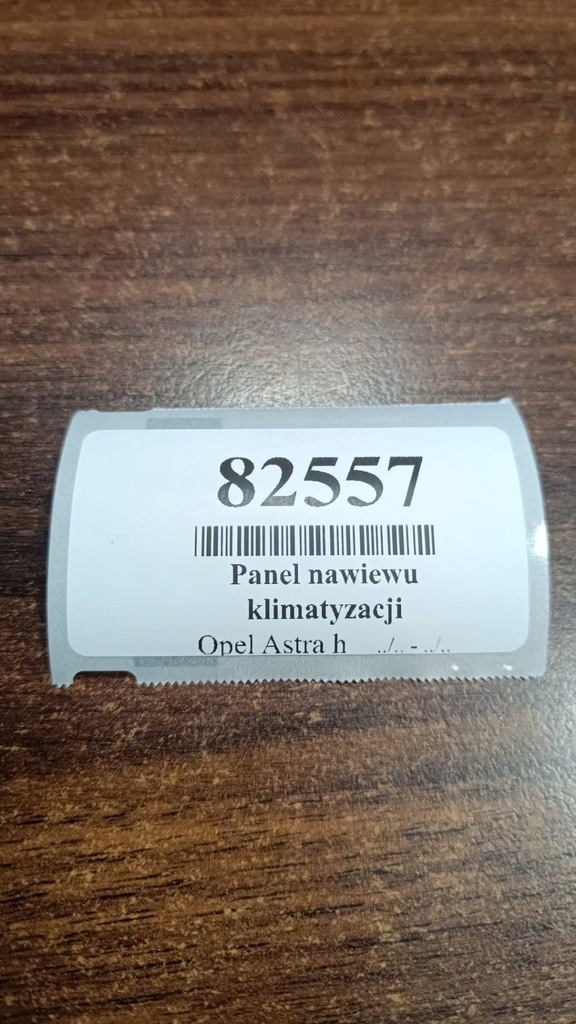 82557
Panel nawiewu
klimatyzacji
Opel Astra h ../.. - ../..